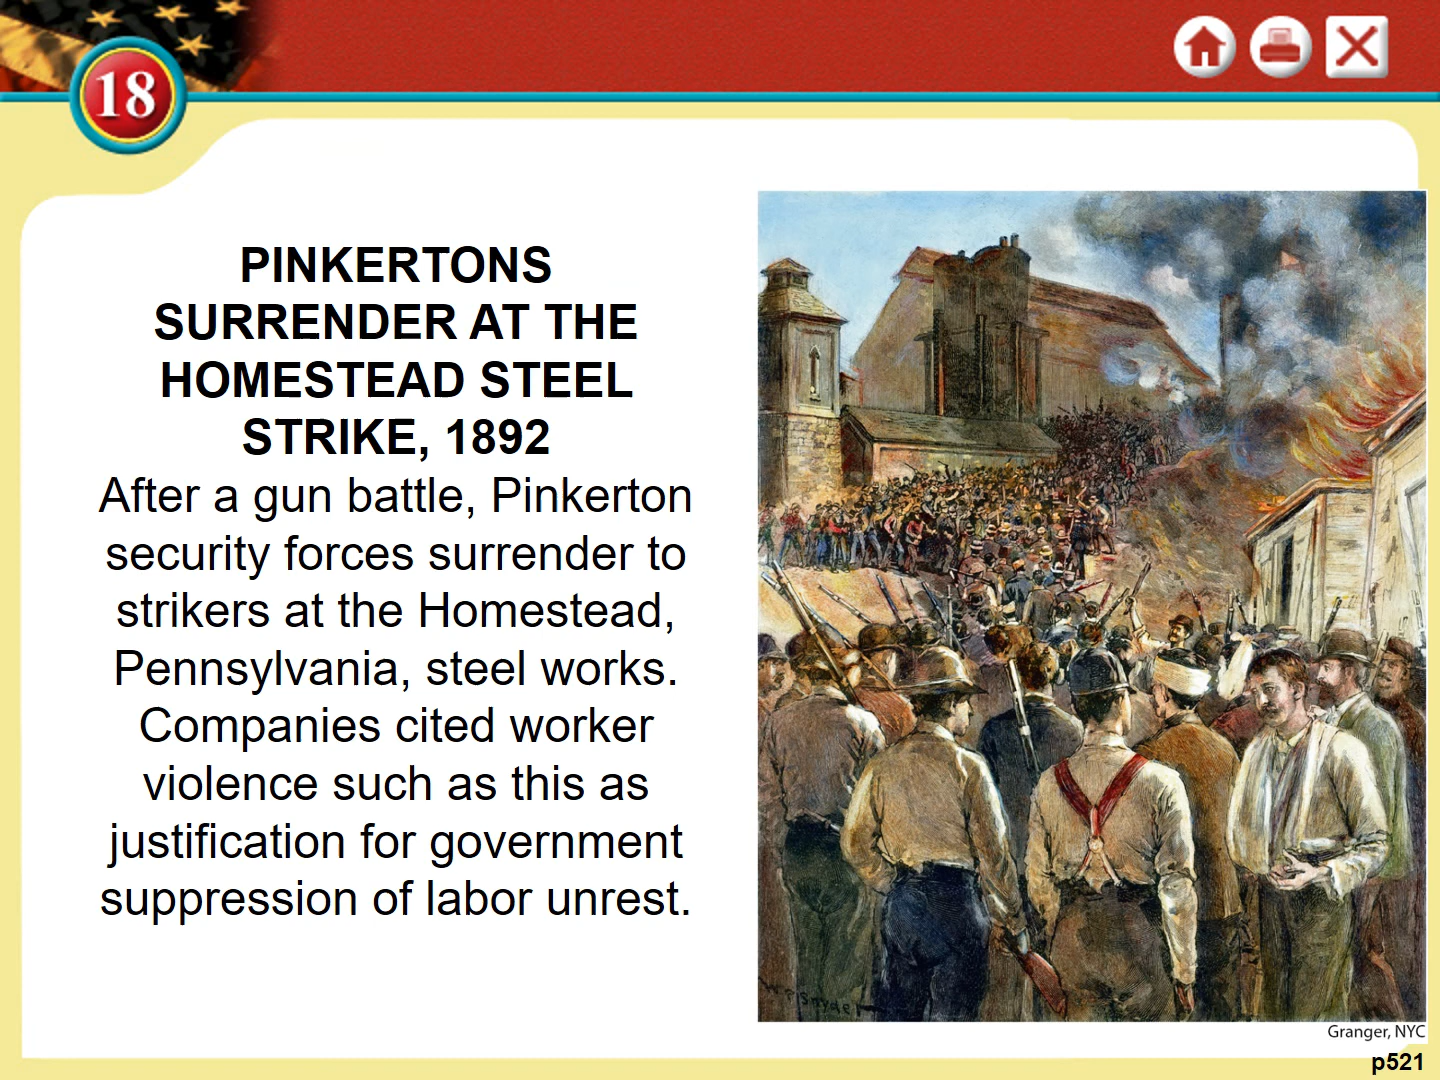 18
PINKERTONS
SURRENDER AT THE
HOMESTEAD STEEL
STRIKE, 1892
After a gun battle, Pinkerton
security forces surrender to
strikers at the Homestead,
Pennsylvania, steel works.
Companies cited worker
violence such as this as
justification for government
suppression of labor unrest.
W.P. Snyder
Granger, NYC
p521